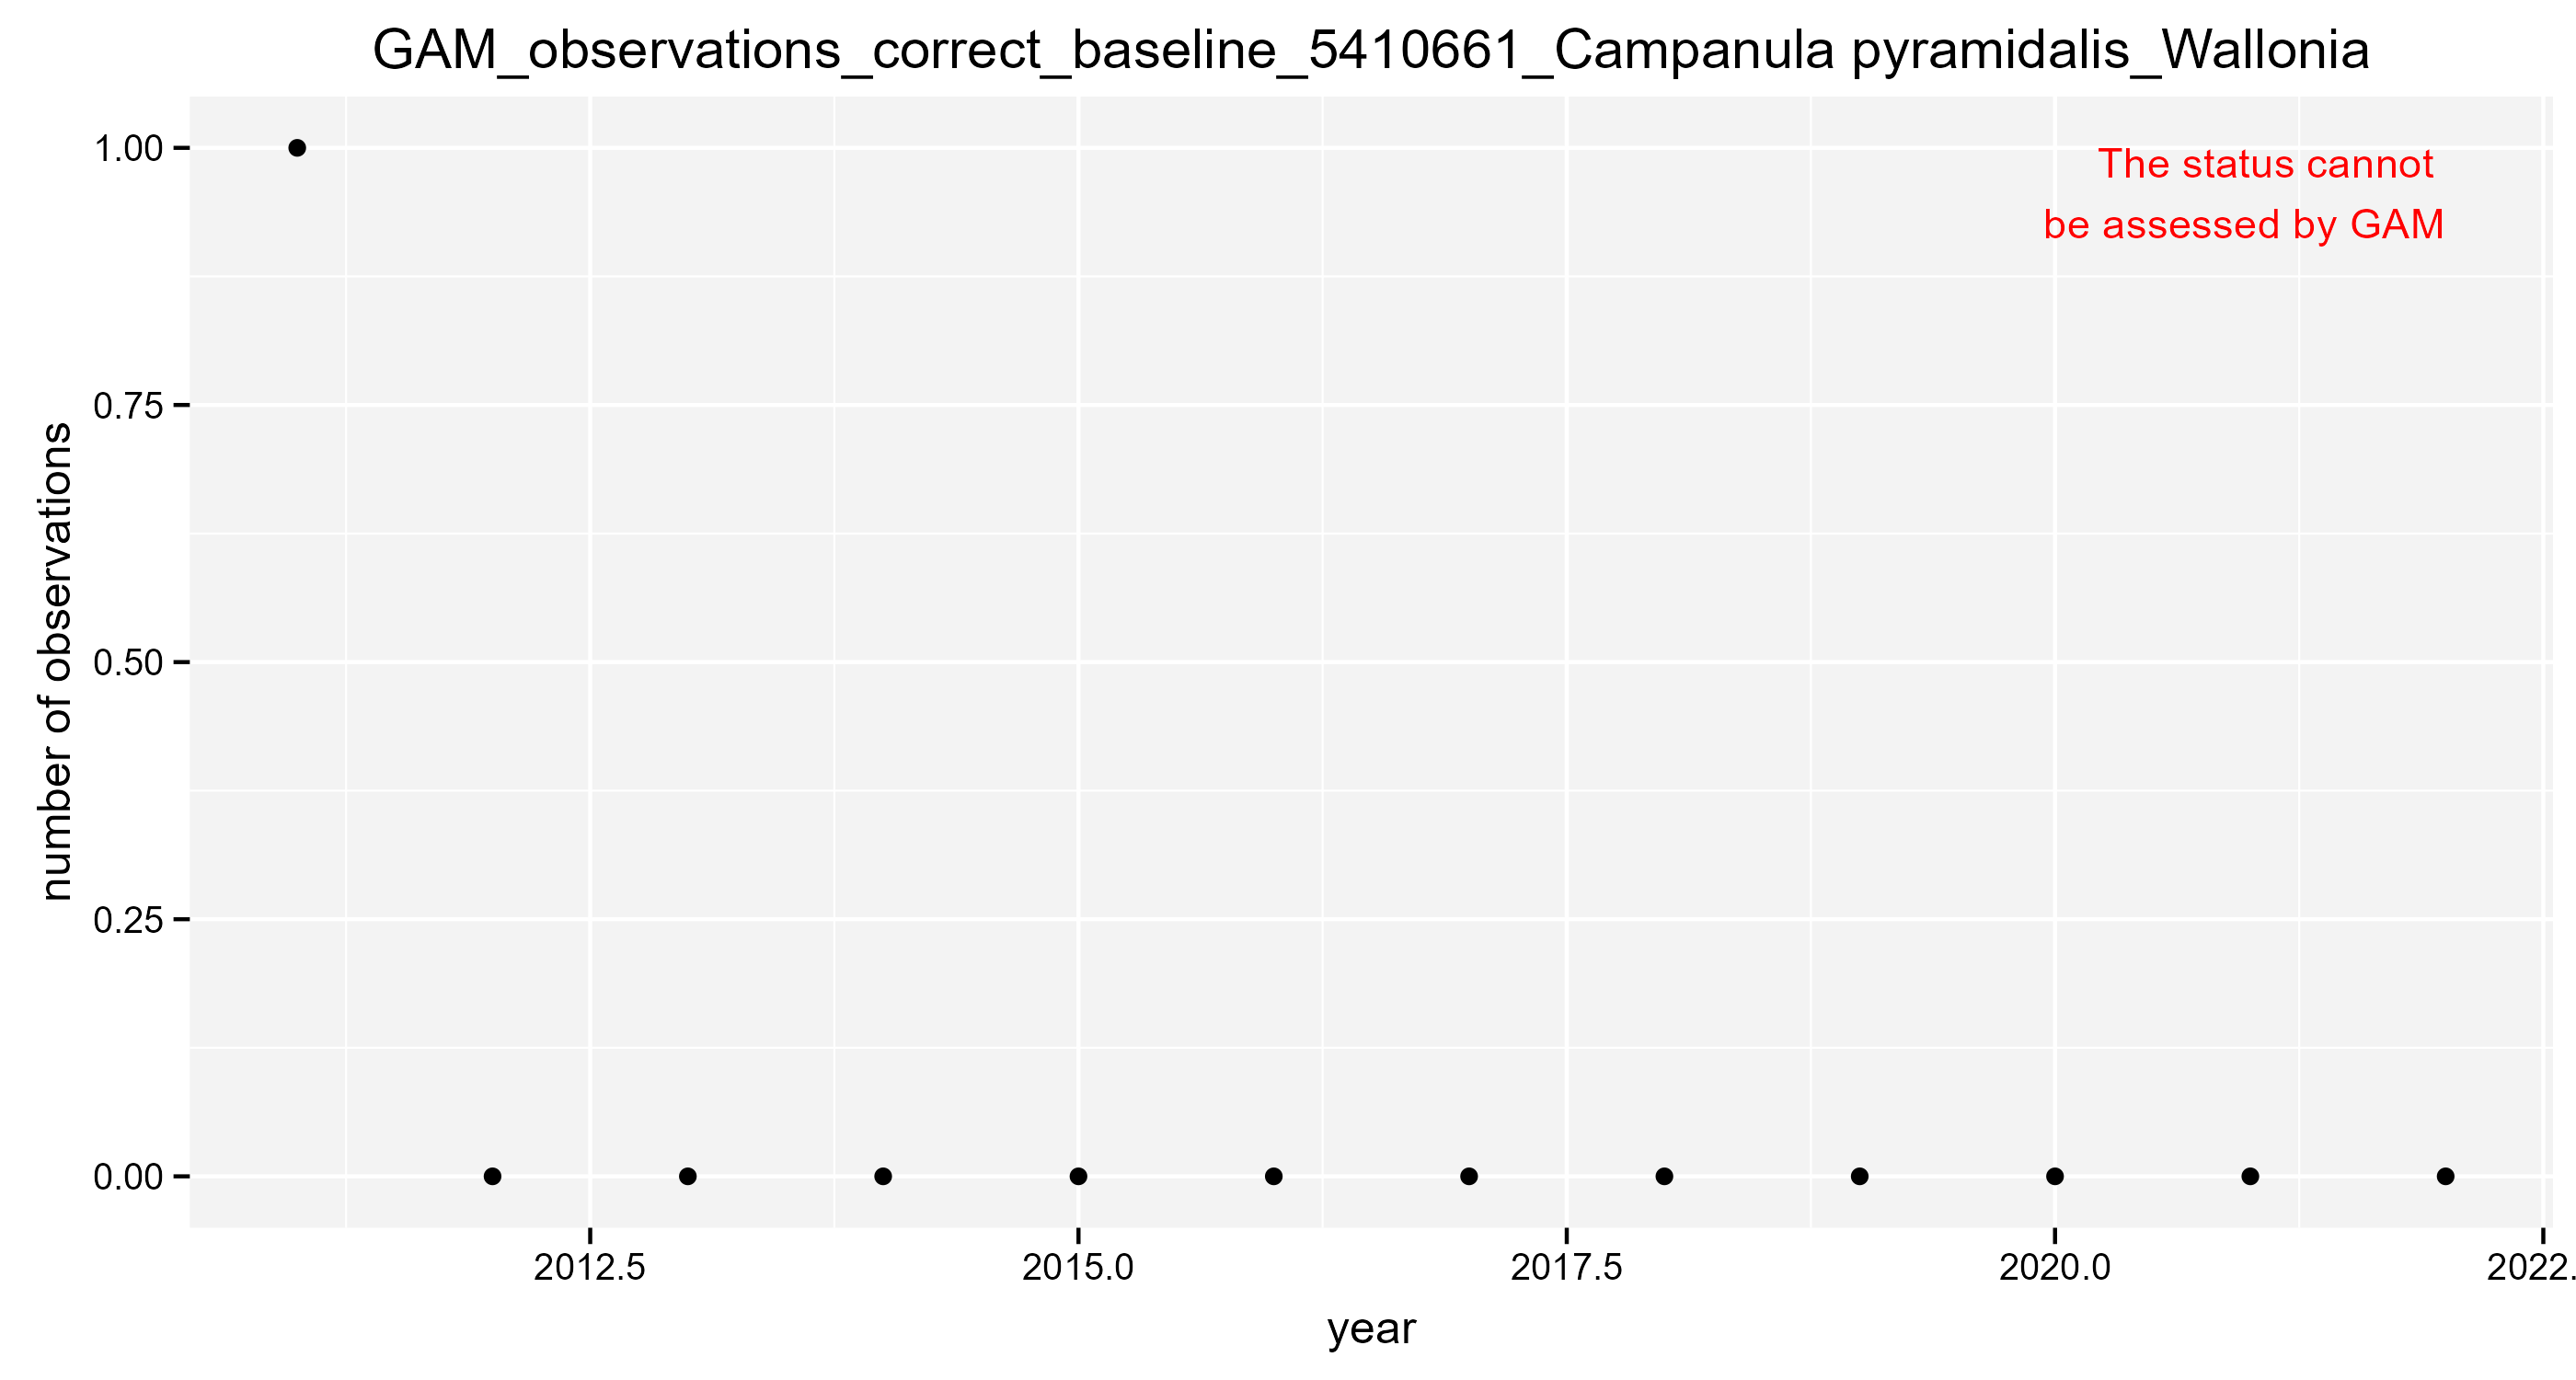 GAM_observations_correct_baseline_5410661_Campanula pyramidalis_Wallonia
The status cannot
be assessed by GAM
number of observations
1.00
0.75
0.50
0.25
0.00
2012.5 2015.0 2017.5 2020.0 2022.
year